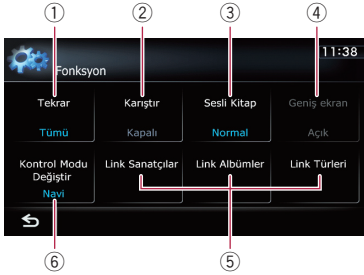 ① ② ③ ④
11:38
Fonksyon
Tekrar Karıştır Sesli Kitap Geniş ekran
Tümü Kapalı Normal Açık
Kontrol Modu Link Sanatçılar Link Albümler Link Türleri
Değiştir
Navi
⑥ ⑤